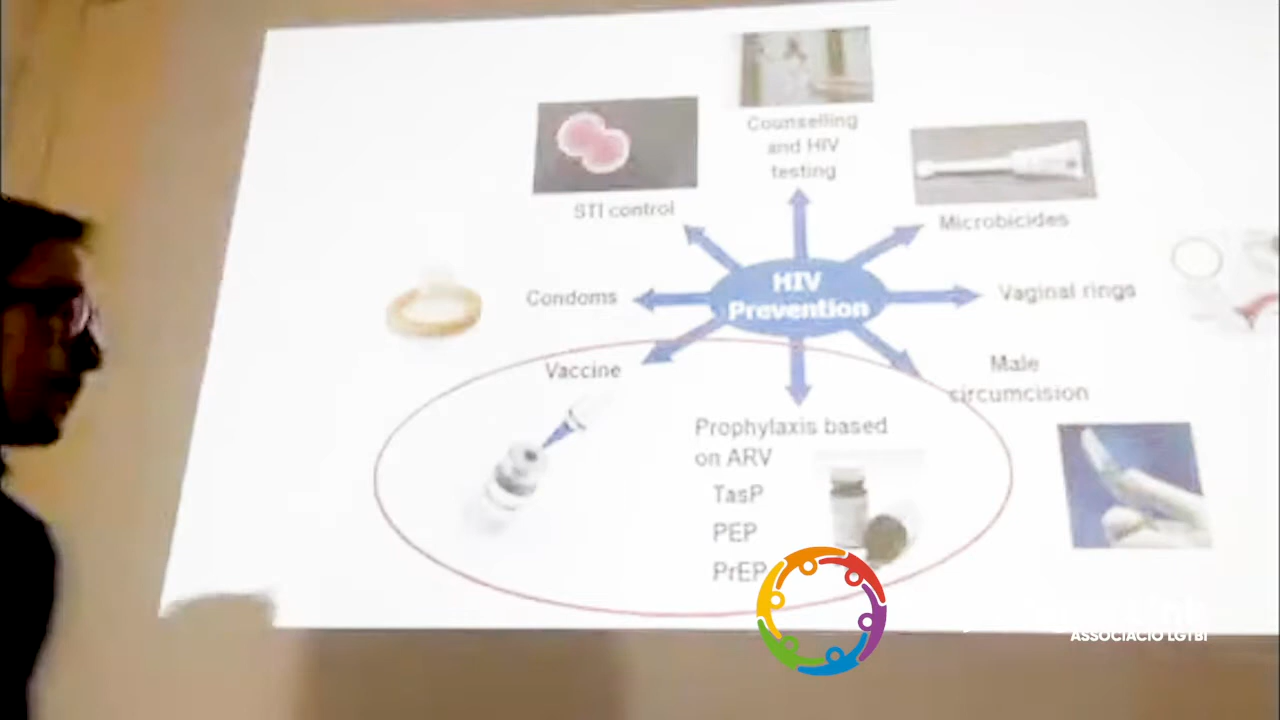 Counselling
and HIV
testing
STI control
Microbicides
HIV
Prevention
Condoms
Vaginal rings
Vaccine
Male
circumcision
Prophylaxis based
on ARV
TasP
PEP
PrEP
ASSOCIACIÓ LGTBI